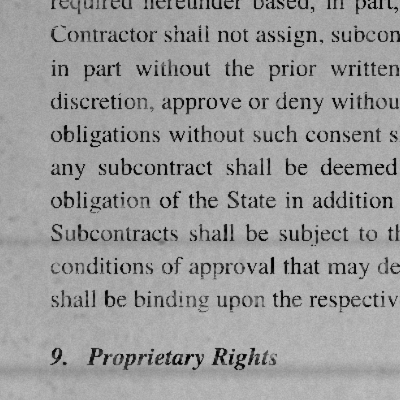 required hereunder based, in part,
Contractor shall not assign, subcon
in part without the prior written
discretion, approve or deny withou
obligations without such consent s
any subcontract shall be deemed
obligation of the State in addition
Subcontracts shall be subject to th
conditions of approval that may de
shall be binding upon the respectiv
9. Proprietary Rights